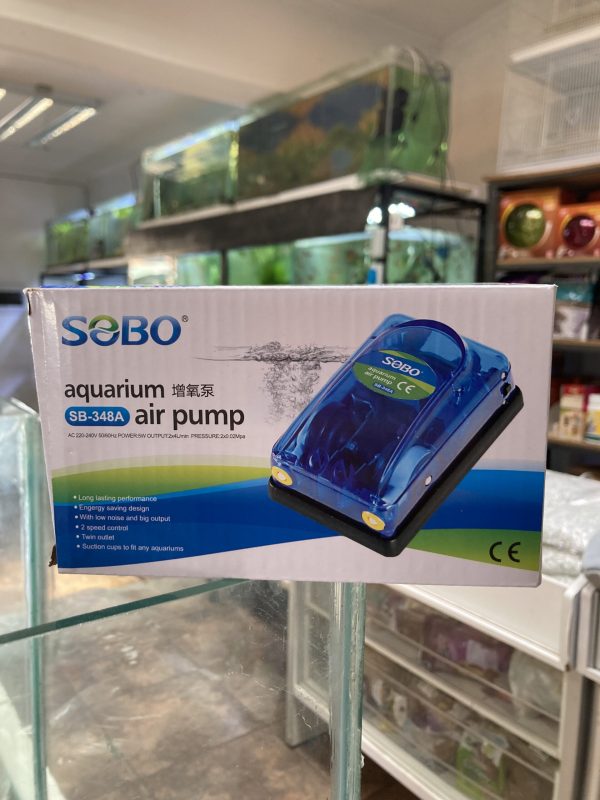 SOBO®
aquarium 增氧泵
SB-348A air pump
AC 220-240V 50/60Hz POWER:5W OUTPUT:2x4L/min PRESSURE:2x0.02Mpa
• Long lasting performance
• Engergy saving design
• With low noise and big output
• 2 speed control
• Twin outlet
• Suction cups to fit any aquariums
SOBO®
aquarium
air pump
SB-348A
CE
CE